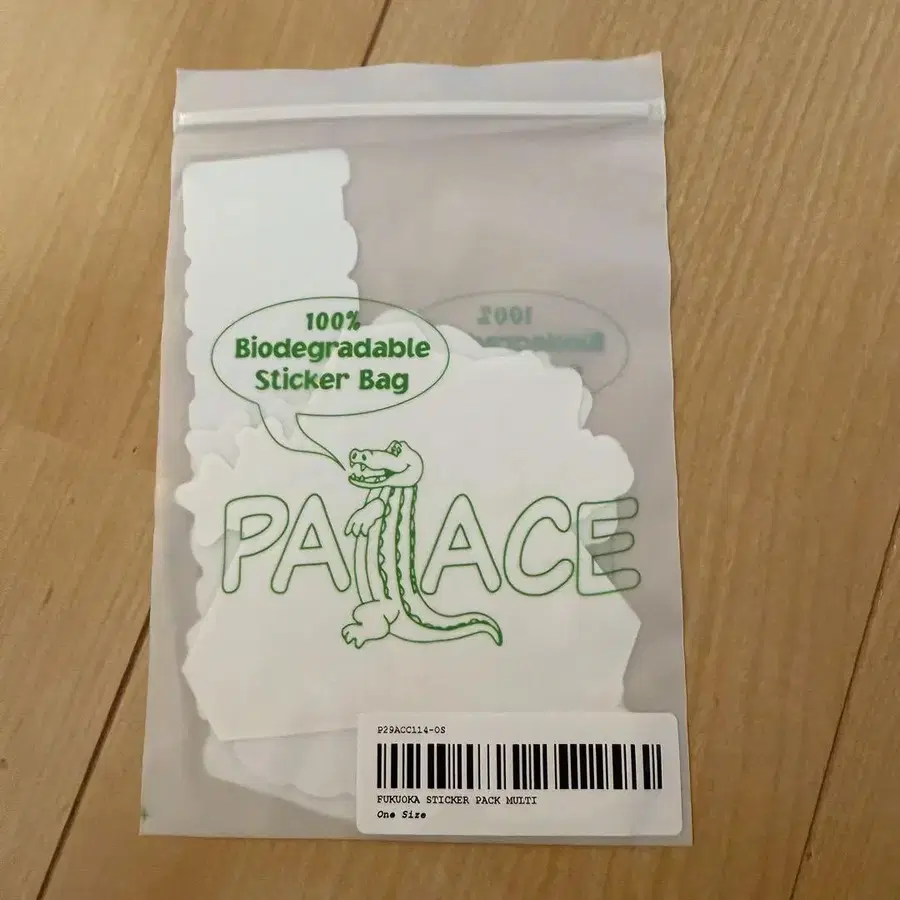 100%
Biodegradable
Sticker Bag
PALACE
P29ACC114-OS
FUKUOKA STICKER PACK MULTI
One Size